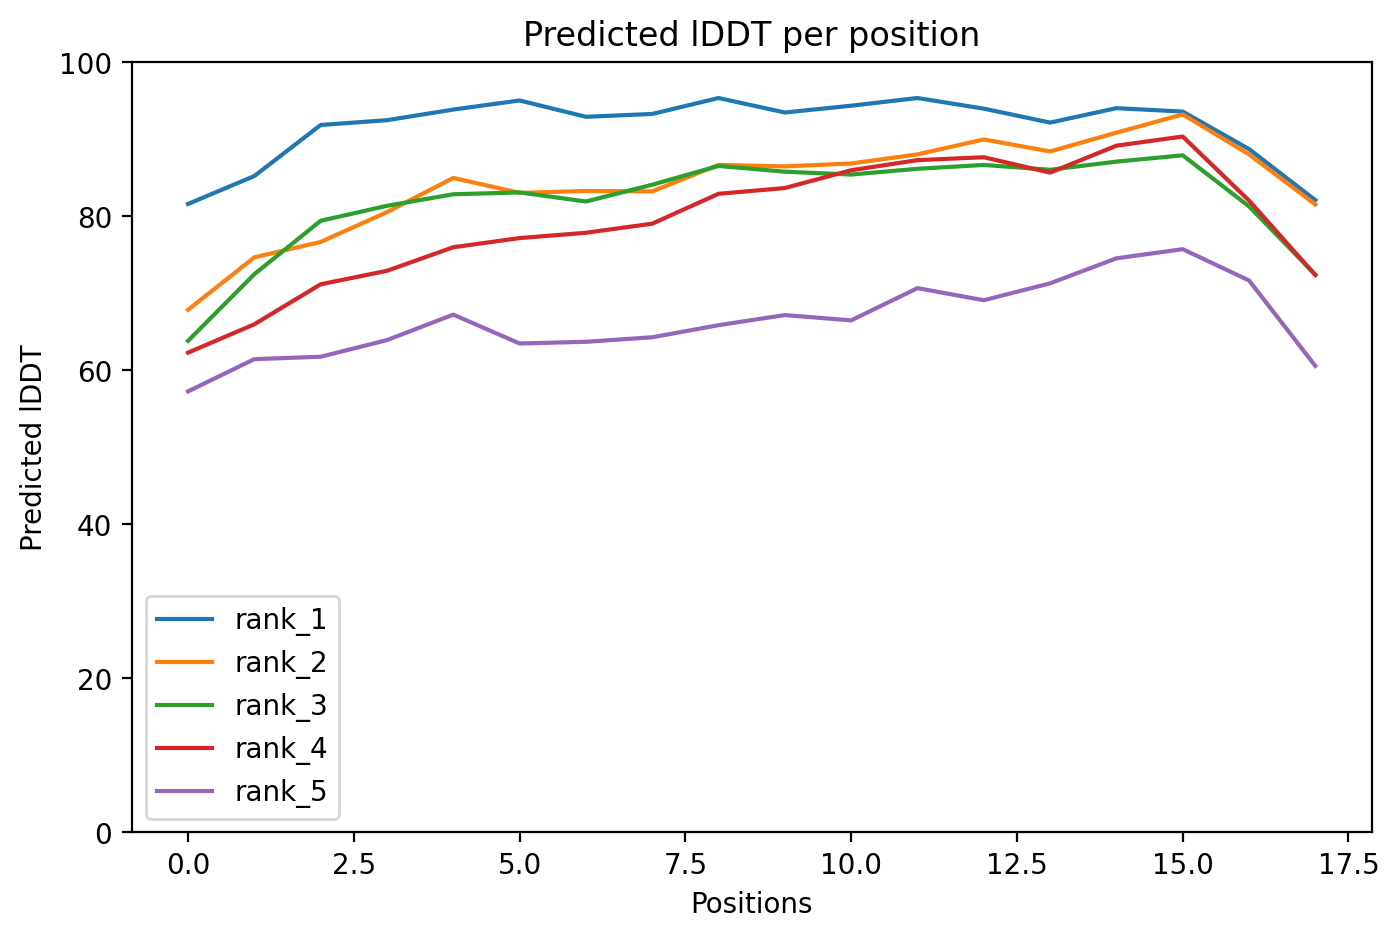 Predicted lDDT per position
100
80
60
40
20
0
Predicted lDDT
rank_1
rank_2
rank_3
rank_4
rank_5
0.0 2.5 5.0 7.5 10.0 12.5 15.0 17.5
Positions